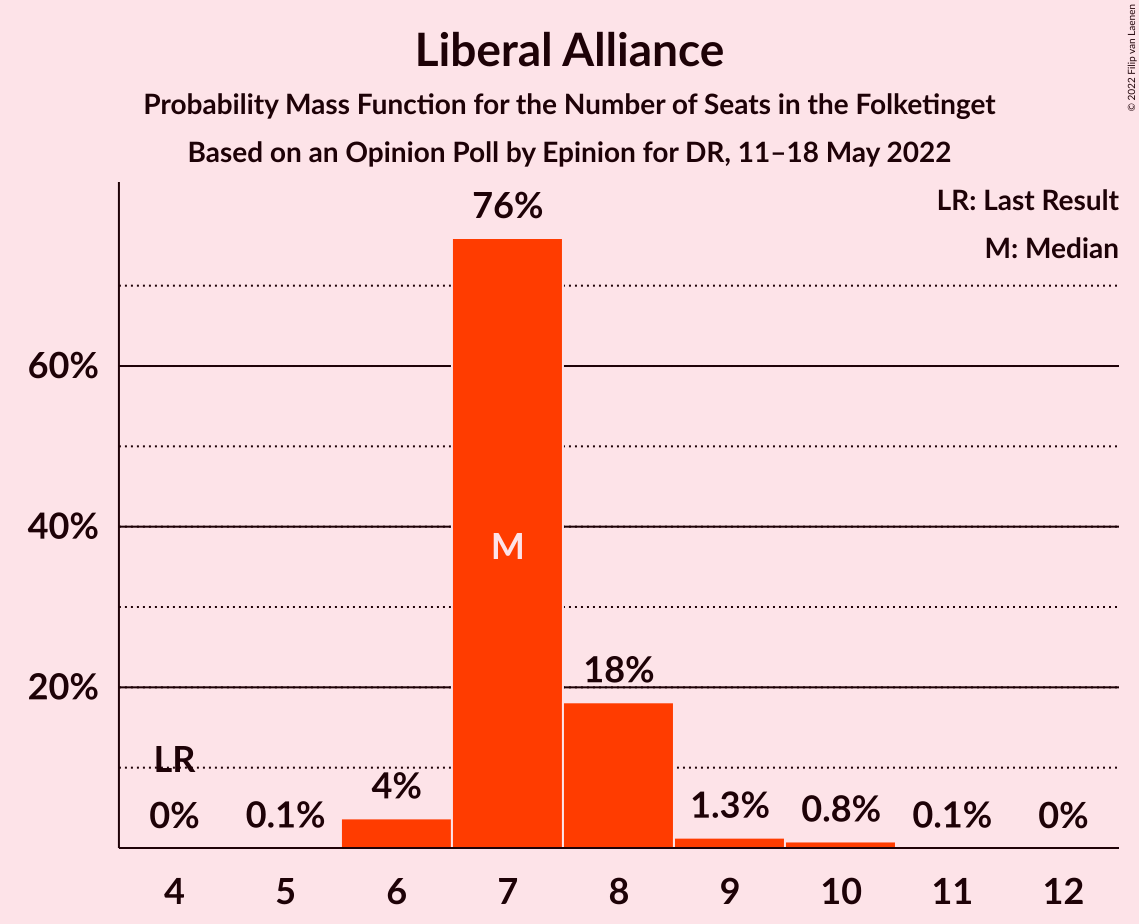 Liberal Alliance
Probability Mass Function for the Number of Seats in the Folketinget
Based on an Opinion Poll by Epinion for DR, 11–18 May 2022
© 2022 Filip van Laenen
LR: Last Result
M: Median
76%
60%
40%
M
20%
18%
LR
4%
0%
0.1%
1.3%
0.8%
0.1%
0%
4 5 6 7 8 9 10 11 12